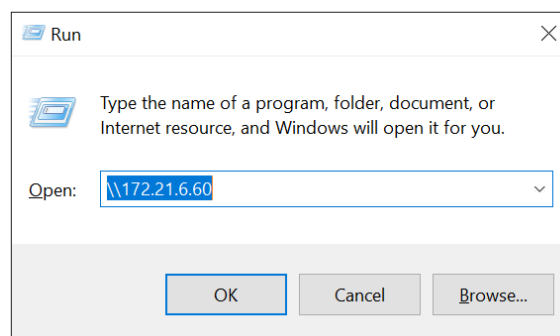 Run
Type the name of a program, folder, document, or
Internet resource, and Windows will open it for you.
Open: \\172.21.6.60
OK Cancel Browse...